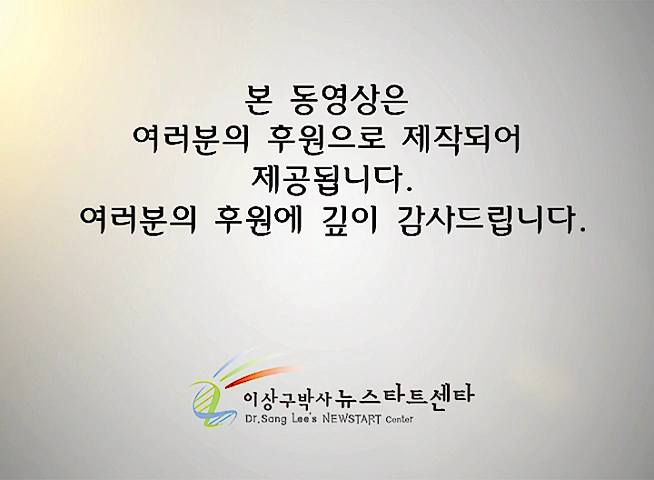 본 동영상은
여러분의 후원으로 제작되어
제공됩니다.
여러분의 후원에 깊이 감사드립니다.
이상구박사 뉴스타트센타
Dr.Sang Lee's NEWSTART Center